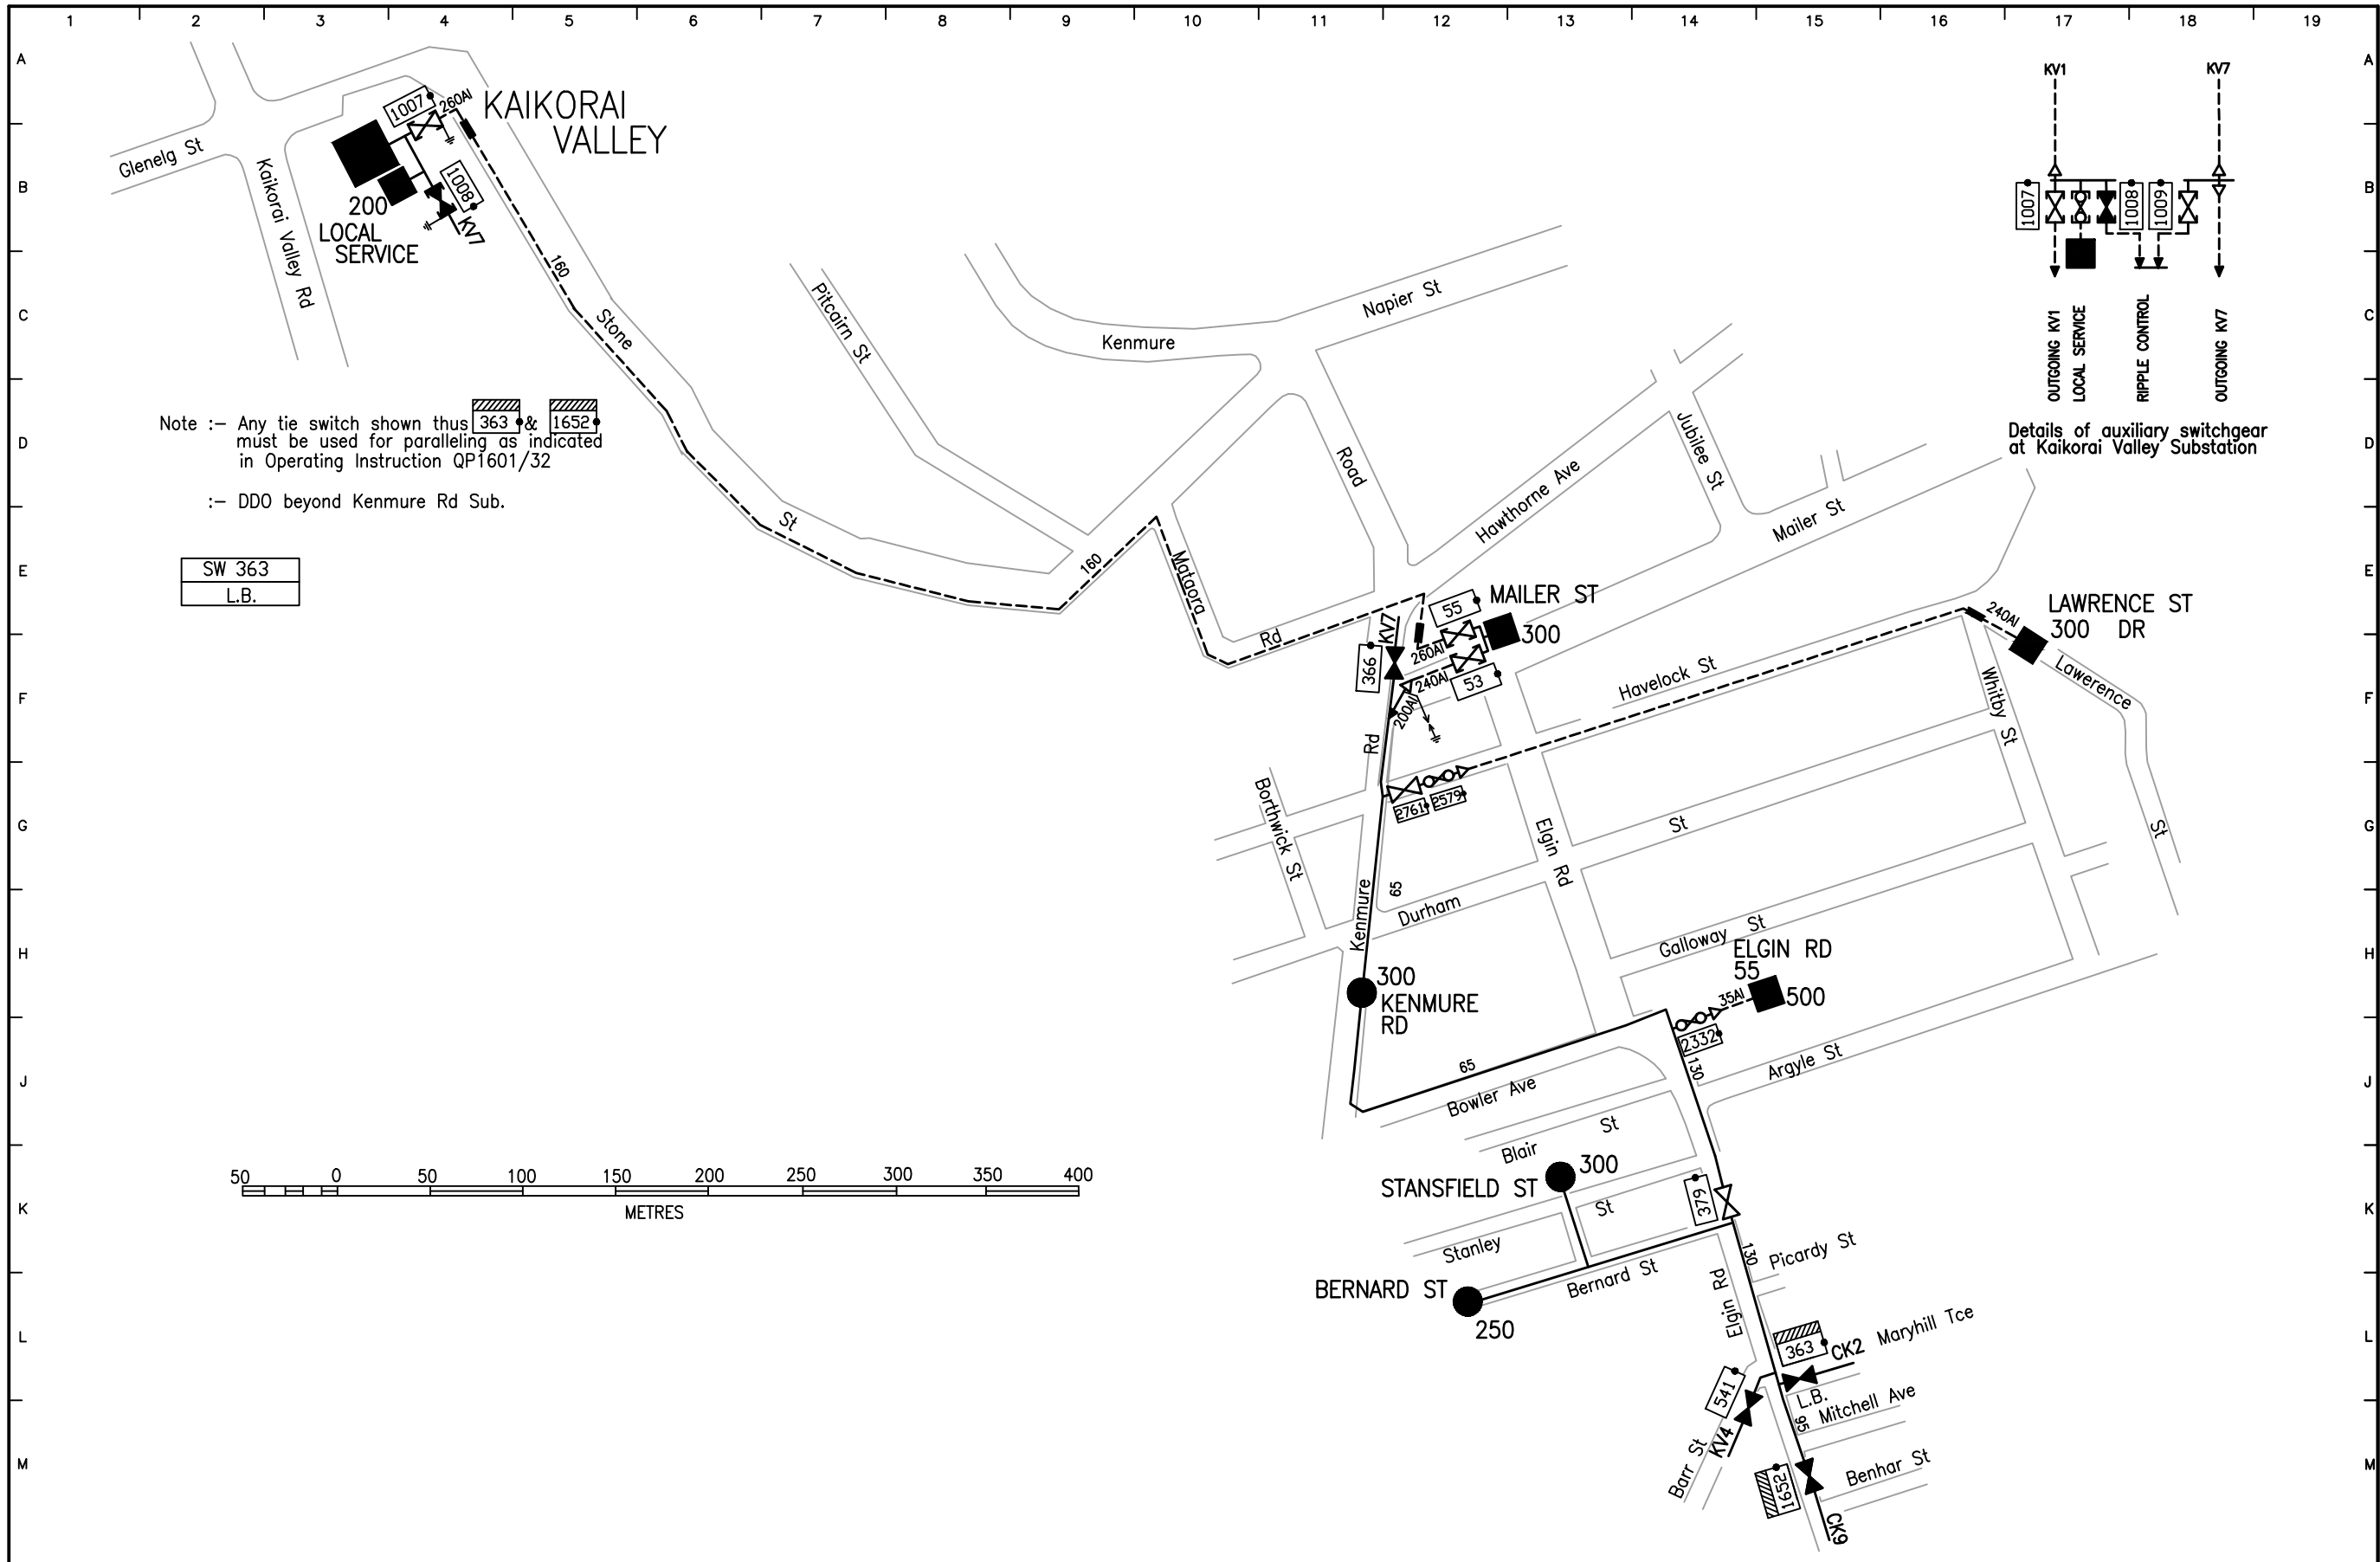 1 2 3 4 5 6 7 8 9 10 11 12 13 14 15 16 17 18 19
A
A
B
B
C
C
D
D
E
E
F
F
G
G
H
H
J
J
K
K
L
L
M
M
KAIKORAI
VALLEY
1007
260Al
1008
KV7
200
LOCAL
SERVICE
Glenelg St
Kaikorai Valley Rd
160
Stone
St
Pitcairn St
Kenmure
Napier St
Road
160
Mataora
Rd
Hawthorne Ave
Jubilee St
Mailer St
KV1
KV7
1007
1008
1009
OUTGOING KV1
LOCAL SERVICE
RIPPLE CONTROL
OUTGOING KV7
Details of auxiliary switchgear
at Kaikorai Valley Substation
Note :- Any tie switch shown thus 363 & 1652
must be used for paralleling as indicated
in Operating Instruction QP1601/32
:- DDO beyond Kenmure Rd Sub.
SW 363
L.B.
MAILER ST
300
55
53
260Al
240Al
200Al
KV7
366
Rd
LAWRENCE ST
300 DR
240Al
Lawerence
St
Whitby St
Havelock St
2761
2579
Borthwick St
Elgin Rd
St
65
Kenmure
Durham
Galloway St
ELGIN RD
55
500
35Al
2332
300
KENMURE
RD
65
Bowler Ave
130
Argyle St
Blair St
STANSFIELD ST
300
379
Stanley St
130
Picardy St
BERNARD ST
250
Bernard St
Elgin Rd
363
CK2
Maryhill Tce
541
L.B.
95
Mitchell Ave
KV4
Barr St
1652
Benhar St
CK9
50 0 50 100 150 200 250 300 350 400
METRES